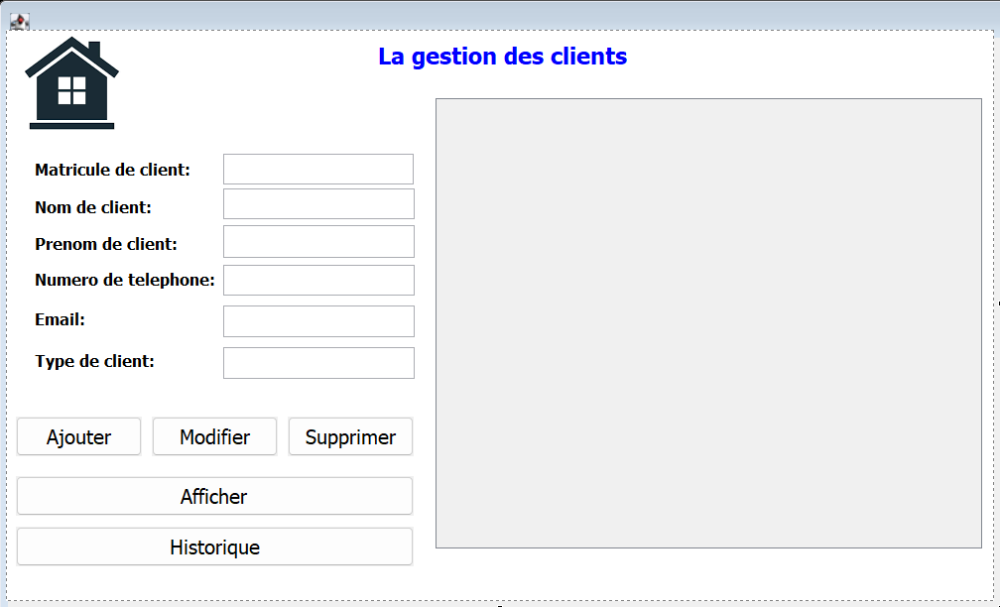 La gestion des clients
Matricule de client:
Nom de client:
Prenom de client:
Numero de telephone:
Email:
Type de client:
Ajouter
Modifier
Supprimer
Afficher
Historique